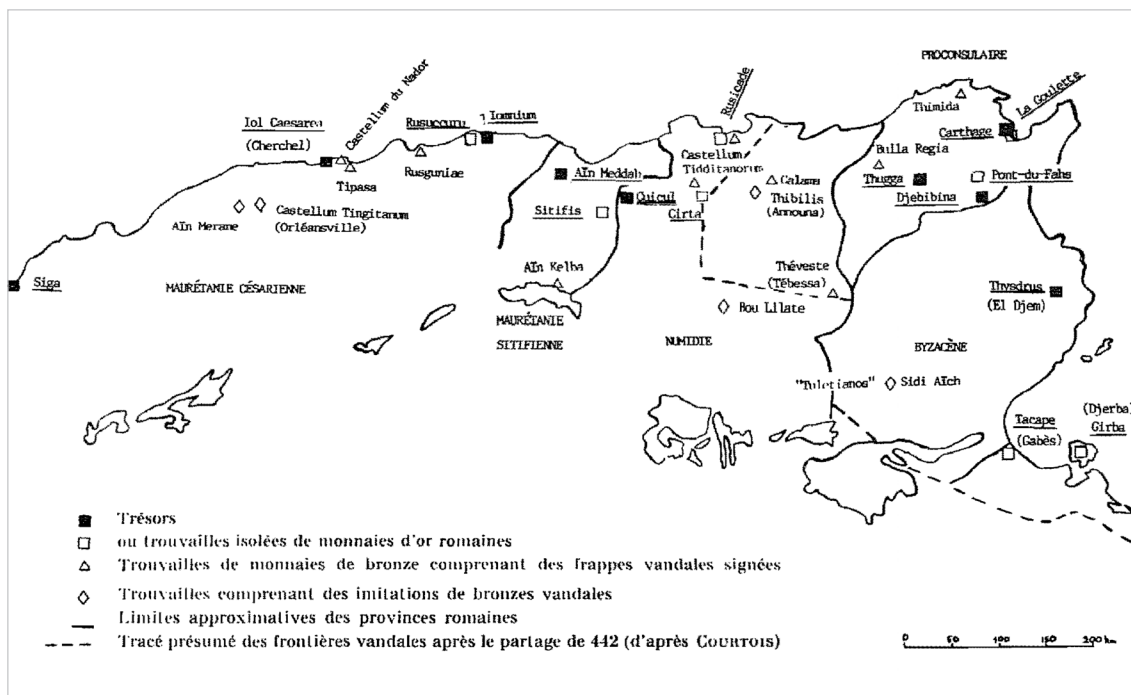 PROCONSULAIRE
Castellum du Nador
Rusicade
La Goulette
Thimida
Iol Caesarea
(Cherchel)
Rusuccuru
Iomnium
Carthage
Castellum
Tidditanorum
Bulla Regia
Tipasa
Rusguniae
Aïn Meddah
Calama
Thugga
Pont-du-Fahs
Aïn Merane
Castellum Tingitanum
(Orléansville)
Sitifis
Cuicul
Cirta
Thibilis
(Announa)
Djebibina
Siga
MAURÉTANIE CÉSARIENNE
Aïn Kelba
Théveste
(Tébessa)
Thysdrus
(El Djem)
MAURÉTANIE
SITIFIENNE
NUMIDIE
Bou Lilate
BYZACÈNE
Sidi Aïch
Tacape
(Gabès)
(Djerba)
Girba
Trésors
ou trouvailles isolées de monnaies d'or romaines
Trouvailles de monnaies de bronze comprenant des frappes vandales signées
Trouvailles comprenant des imitations de bronzes vandales
Limites approximatives des provinces romaines
Tracé présumé des frontières vandales après le partage de 442 (d'après COURTOIS)
0 50 100 150 200 km